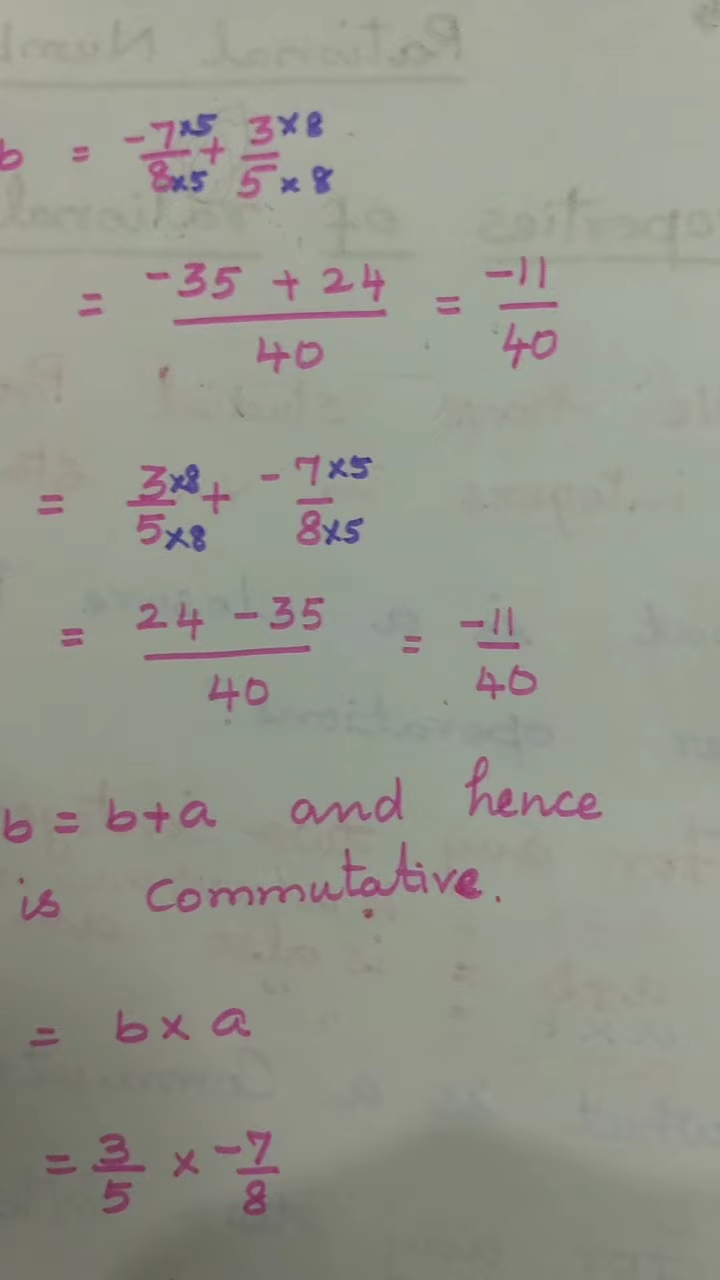 b = -7×5/8×5 + 3×8/5×8
= -35 + 24/40 = -11/40
= 3×8/5×8 + -7×5/8×5
= 24 - 35/40 = -11/40
b = b+a and hence
is commutative.
= b × a
= 3/5 × -7/8